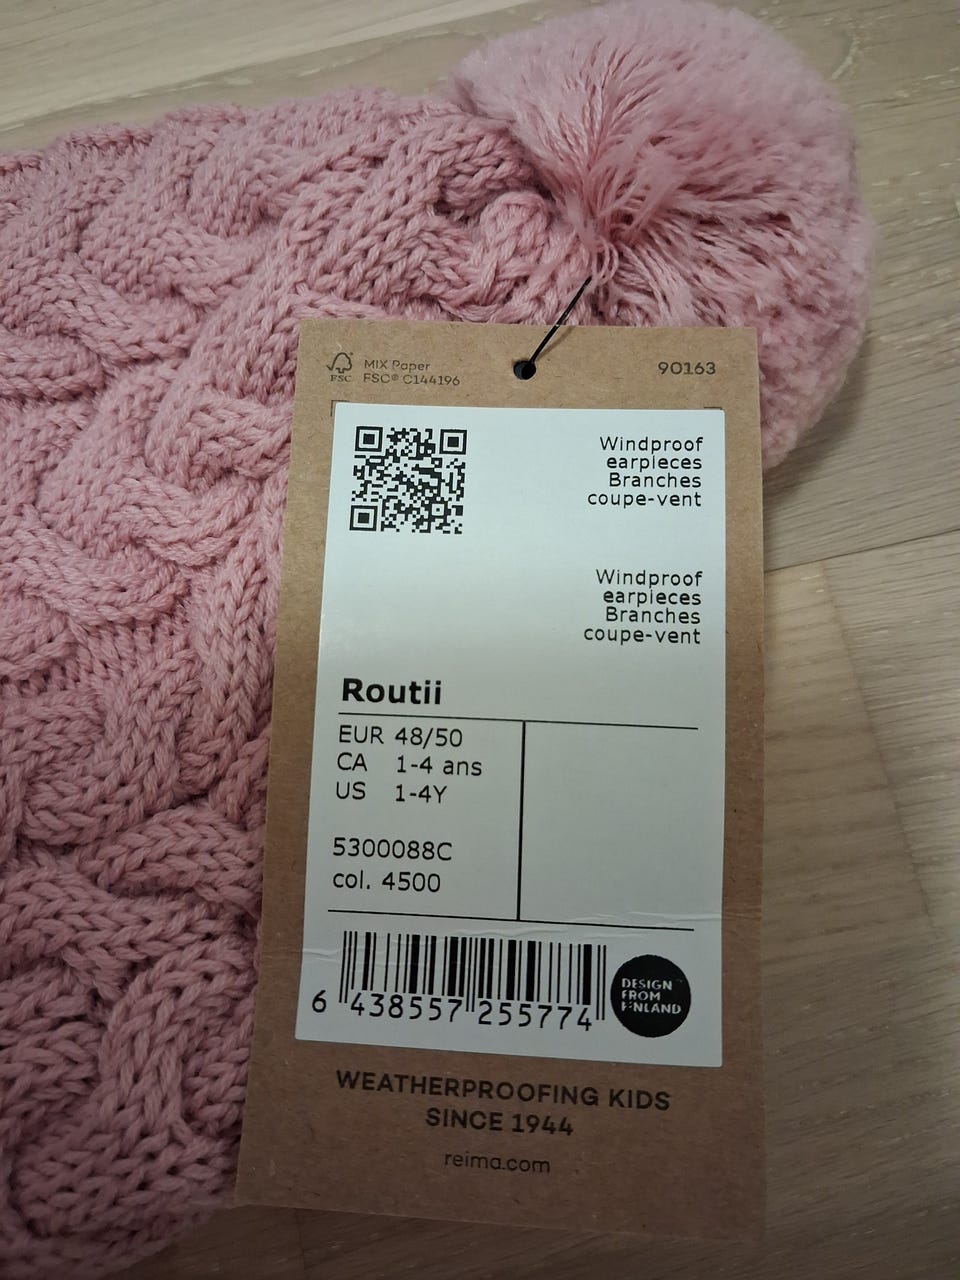 FSC
MIX Paper
FSC® C144196
90163
Windproof
earpieces
Branches
coupe-vent
Windproof
earpieces
Branches
coupe-vent
Routii
EUR 48/50
CA 1-4 ans
US 1-4Y
5300088C
col. 4500
6 438557 255774
DESIGN
FROM
FINLAND
WEATHERPROOFING KIDS
SINCE 1944
reima.com